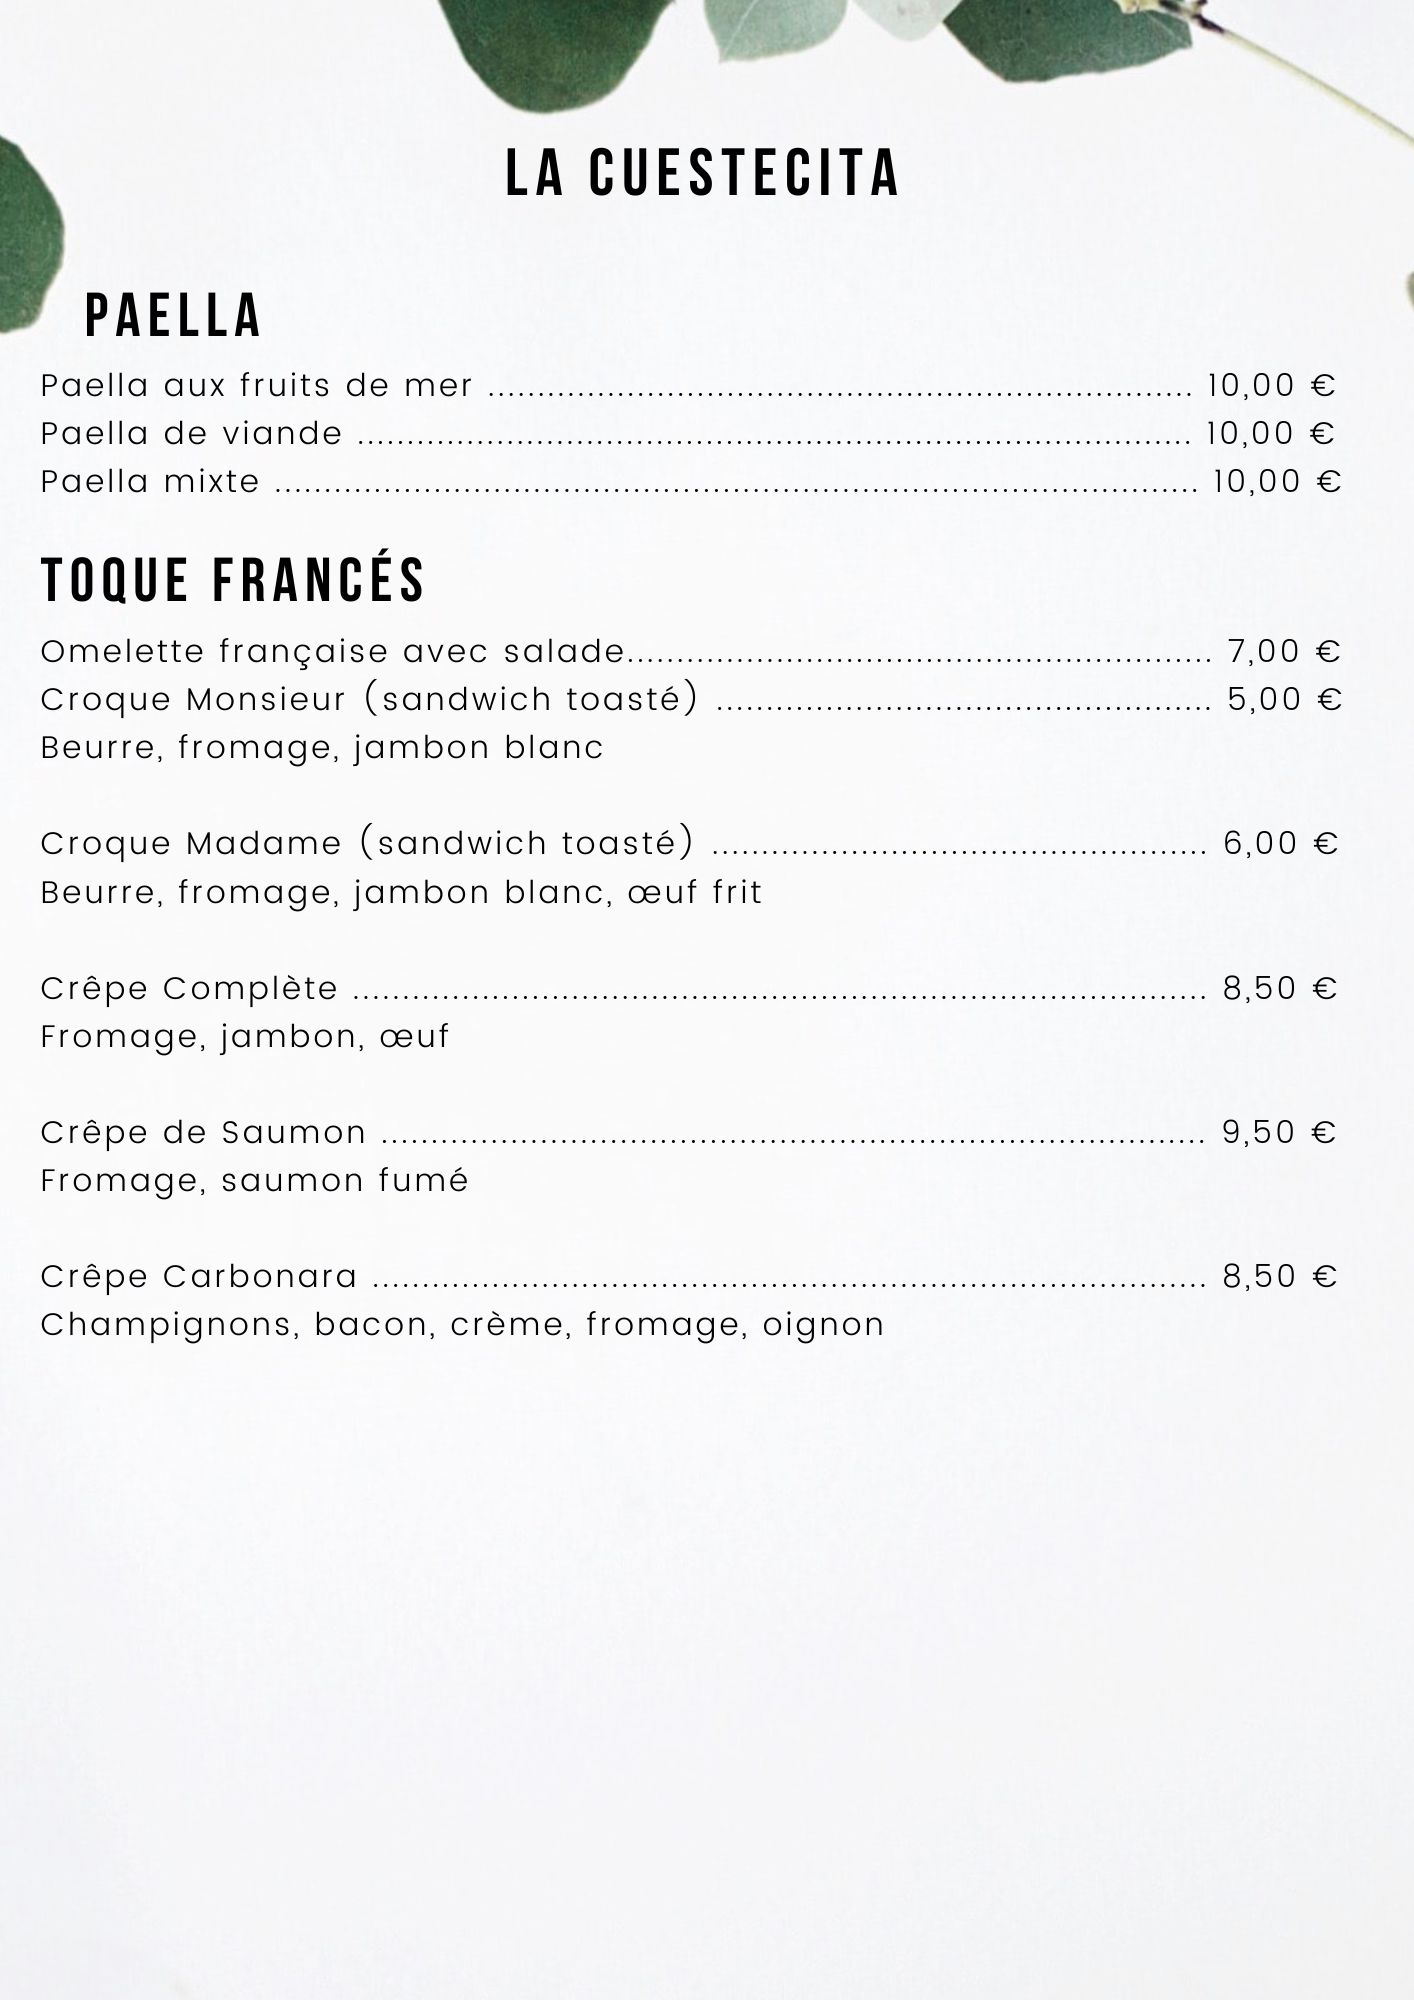 LA CUESTECITA
PAELLA
Paella aux fruits de mer ........................................................................ 10,00 €
Paella de viande ..................................................................................... 10,00 €
Paella mixte .............................................................................................. 10,00 €
TOQUE FRANCÉS
Omelette française avec salade............................................................ 7,00 €
Croque Monsieur (sandwich toasté) ................................................... 5,00 €
Beurre, fromage, jambon blanc
Croque Madame (sandwich toasté) ................................................... 6,00 €
Beurre, fromage, jambon blanc, œuf frit
Crêpe Complète ....................................................................................... 8,50 €
Fromage, jambon, œuf
Crêpe de Saumon .................................................................................... 9,50 €
Fromage, saumon fumé
Crêpe Carbonara ..................................................................................... 8,50 €
Champignons, bacon, crème, fromage, oignon